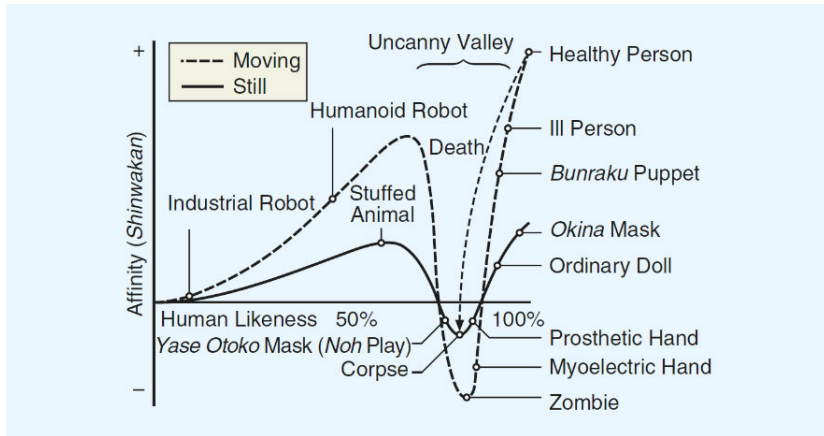 +
Uncanny Valley
Healthy Person
Moving
Still
Humanoid Robot
Death
Ill Person
Bunraku Puppet
Industrial Robot
Stuffed
Animal
Okina Mask
Ordinary Doll
Affinity (Shinwakan)
Human Likeness 50% 100%
Yase Otoko Mask (Noh Play)
Prosthetic Hand
Corpse
Myoelectric Hand
Zombie
–